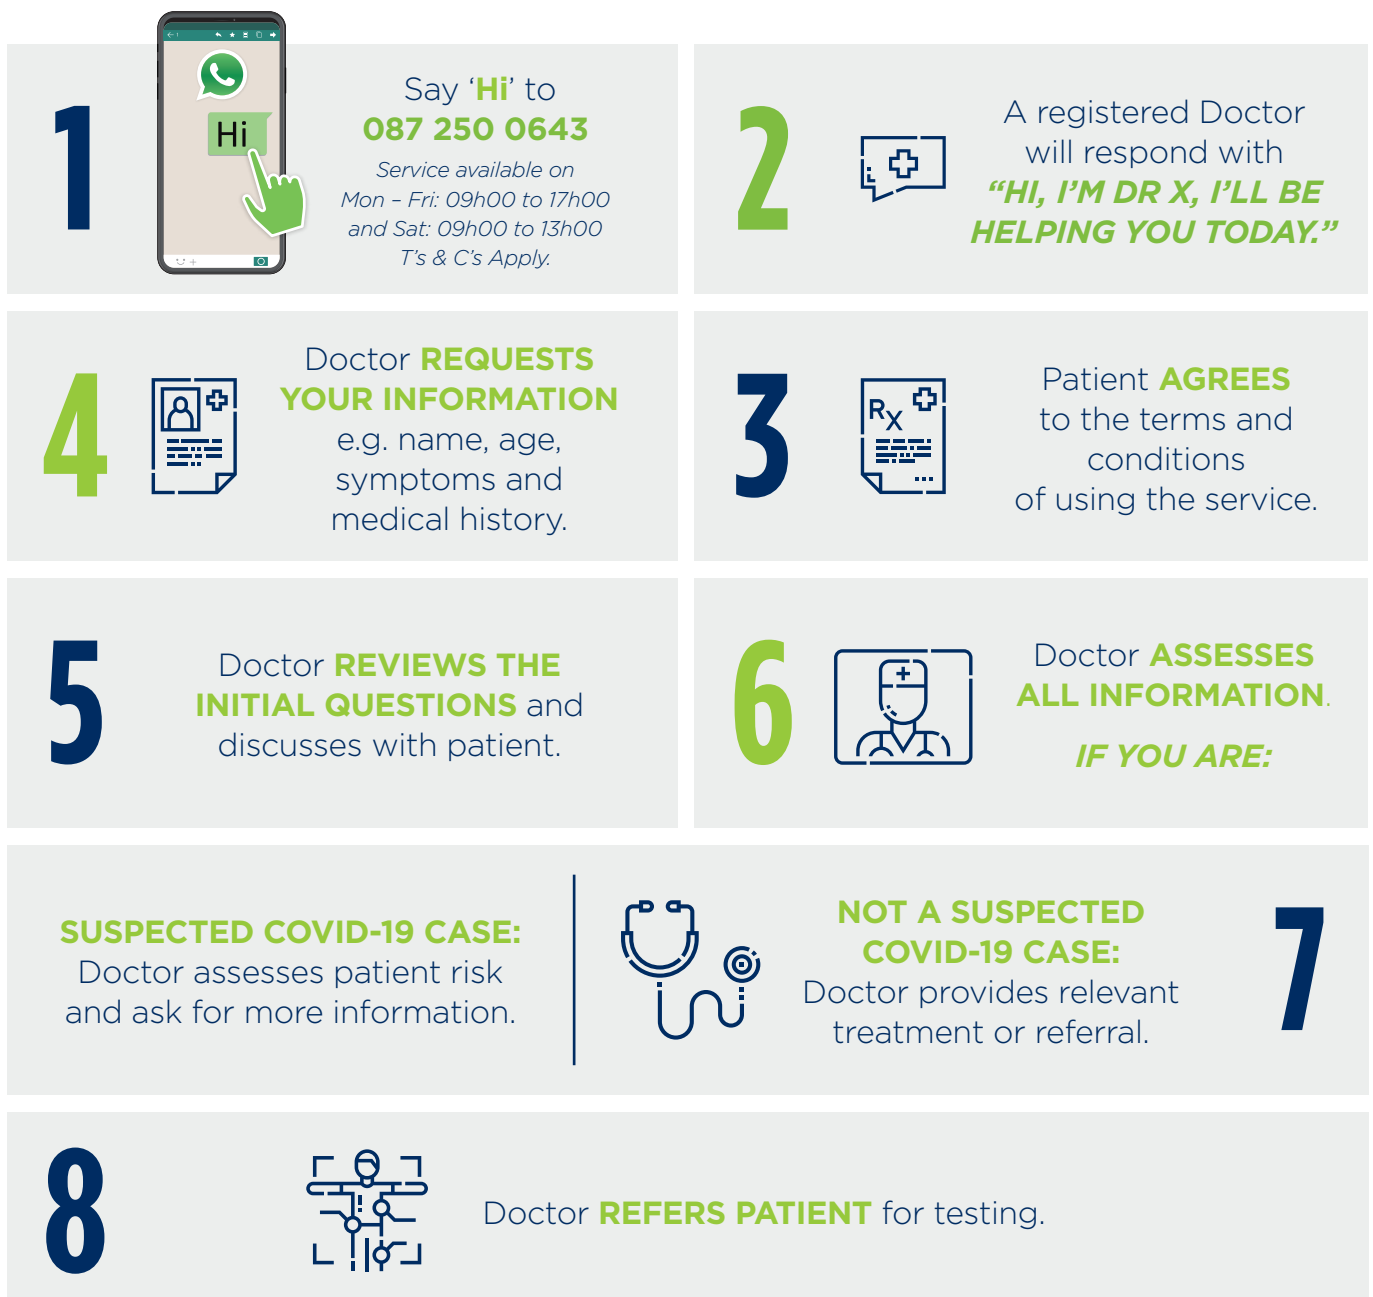 1
Hi
Say ‘Hi’ to
087 250 0643
Service available on
Mon – Fri: 09h00 to 17h00
and Sat: 09h00 to 13h00
T’s & C’s Apply.
2
A registered Doctor
will respond with
“HI, I’M DR X, I’LL BE
HELPING YOU TODAY.”
3
Rx
Patient AGREES
to the terms and
conditions
of using the service.
4
Doctor REQUESTS
YOUR INFORMATION
e.g. name, age,
symptoms and
medical history.
5
Doctor REVIEWS THE
INITIAL QUESTIONS and
discusses with patient.
6
Doctor ASSESSES
ALL INFORMATION.
IF YOU ARE:
7
SUSPECTED COVID-19 CASE:
Doctor assesses patient risk
and ask for more information.
NOT A SUSPECTED
COVID-19 CASE:
Doctor provides relevant
treatment or referral.
8
Doctor REFERS PATIENT for testing.